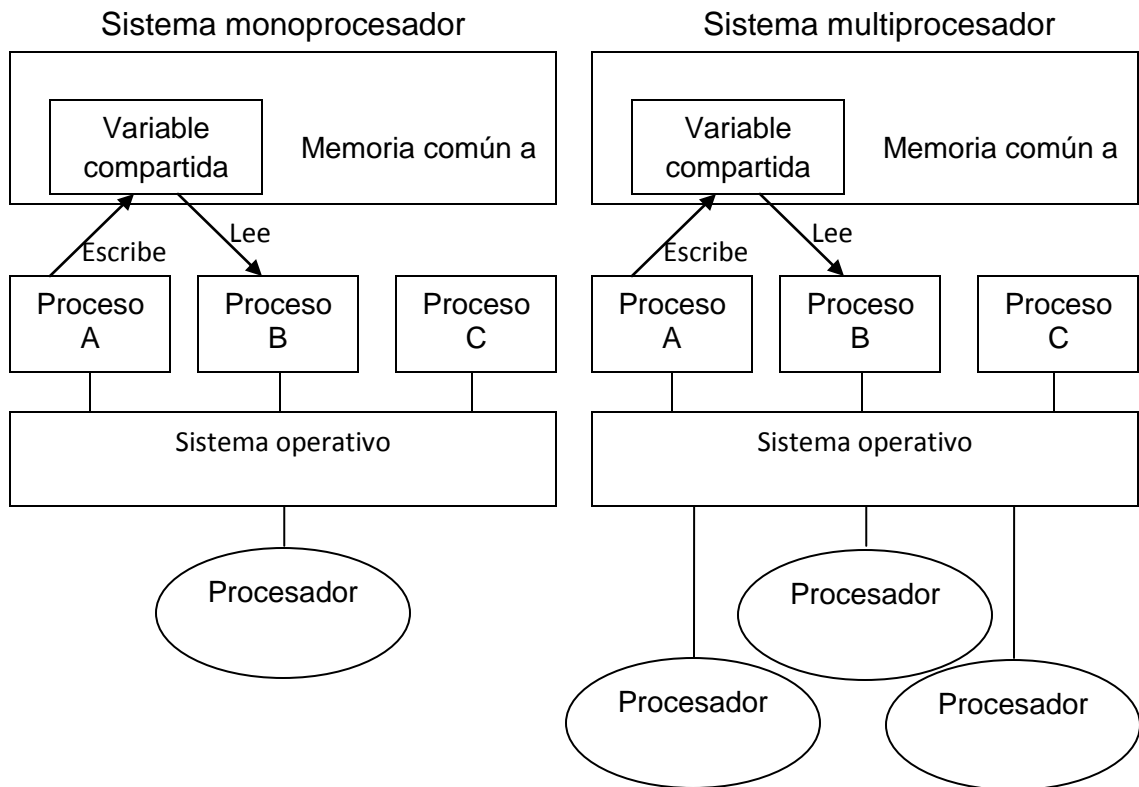 Sistema monoprocesador
Variable
compartida
Memoria común a
Escribe
Lee
Proceso
A
Proceso
B
Proceso
C
Sistema operativo
Procesador
Sistema multiprocesador
Variable
compartida
Memoria común a
Escribe
Lee
Proceso
A
Proceso
B
Proceso
C
Sistema operativo
Procesador
Procesador
Procesador